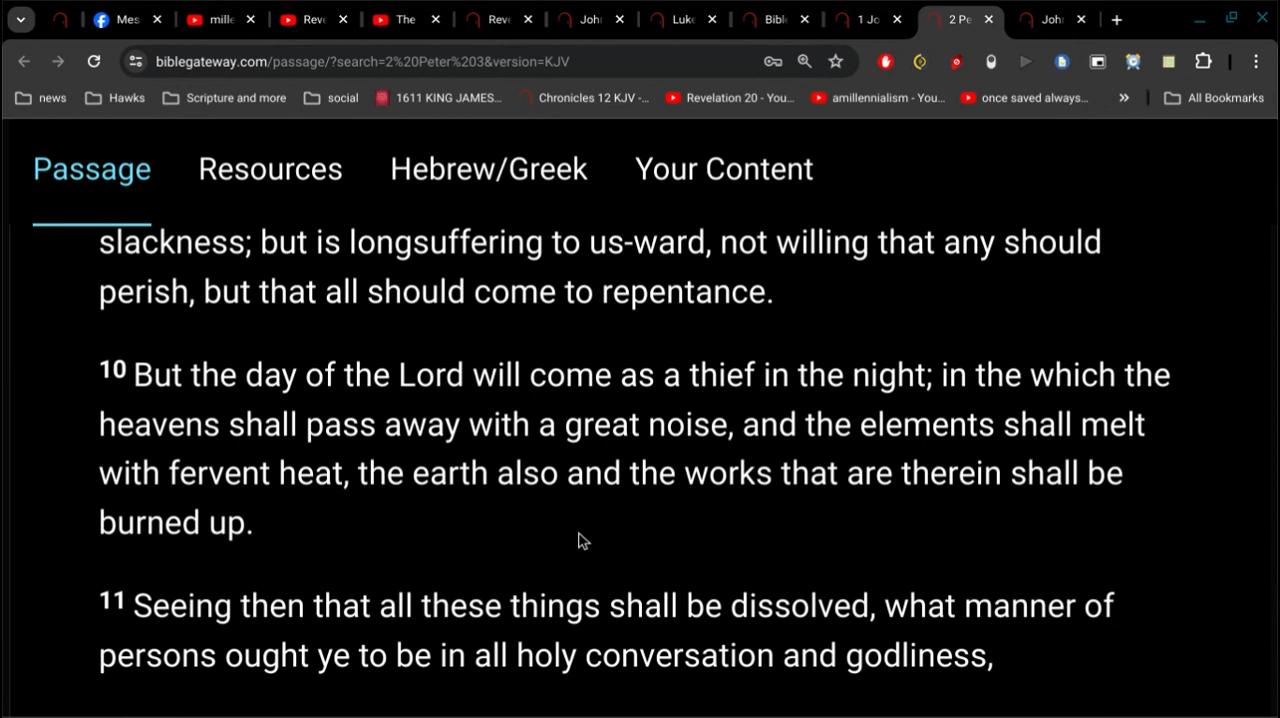 Mes
mille
Reve
The
Reve
John
Luke
Bible
1 Jo
2 Pe
John
biblegateway.com/passage/?search=2%20Peter%203&version=KJV
news
Hawks
Scripture and more
social
1611 KING JAMES...
Chronicles 12 KJV -...
Revelation 20 - You...
amillennialism - You...
once saved always...
All Bookmarks
Passage Resources Hebrew/Greek Your Content
slackness; but is longsuffering to us-ward, not willing that any should
perish, but that all should come to repentance.
10 But the day of the Lord will come as a thief in the night; in the which the
heavens shall pass away with a great noise, and the elements shall melt
with fervent heat, the earth also and the works that are therein shall be
burned up.
11 Seeing then that all these things shall be dissolved, what manner of
persons ought ye to be in all holy conversation and godliness,